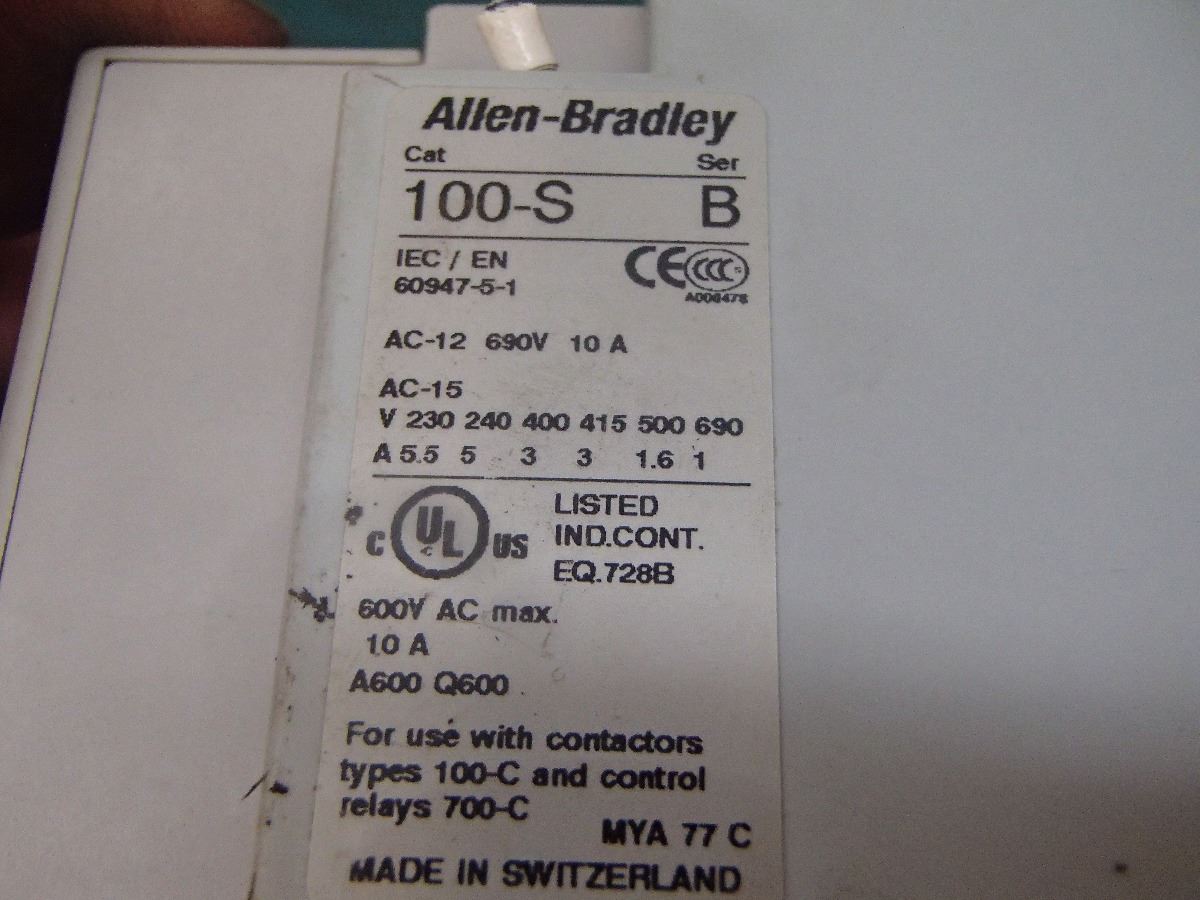 Allen-Bradley
Cat Ser
100-S B
IEC / EN
60947-5-1
CE CCC S
A006478
AC-12 690V 10 A
AC-15
V 230 240 400 415 500 690
A 5.5 5 3 3 1.6 1
C UL US LISTED
IND.CONT.
EQ.728B
600V AC max.
10 A
A600 Q600
For use with contactors
types 100-C and control
relays 700-C
MYA 77 C
MADE IN SWITZERLAND